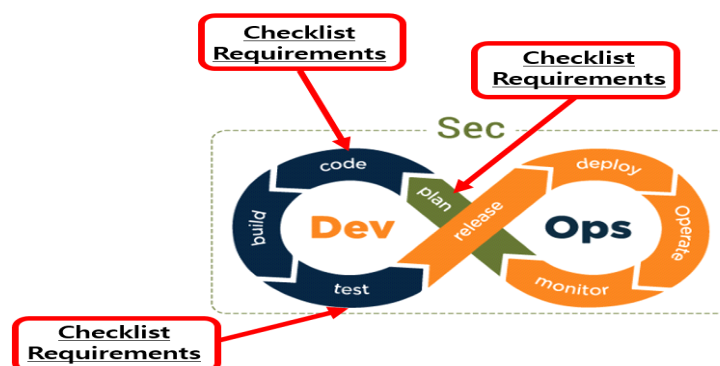 Checklist
Requirements
Checklist
Requirements
Sec
code
plan
build
Dev
test
release
deploy
Ops
Operate
monitor
Checklist
Requirements